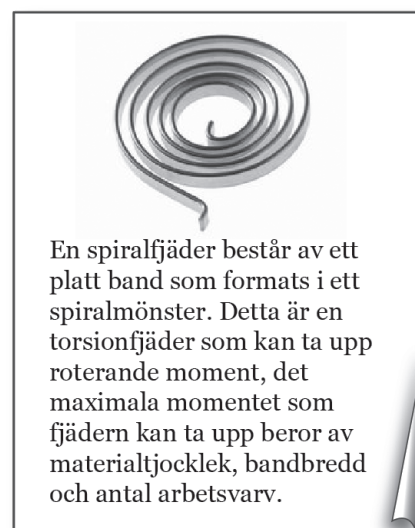 En spiralfjäder består av ett
platt band som formats i ett
spiralmönster. Detta är en
torsionfjäder som kan ta upp
roterande moment, det
maximala momentet som
fjädern kan ta upp beror av
materialtjocklek, bandbredd
och antal arbetsvarv.